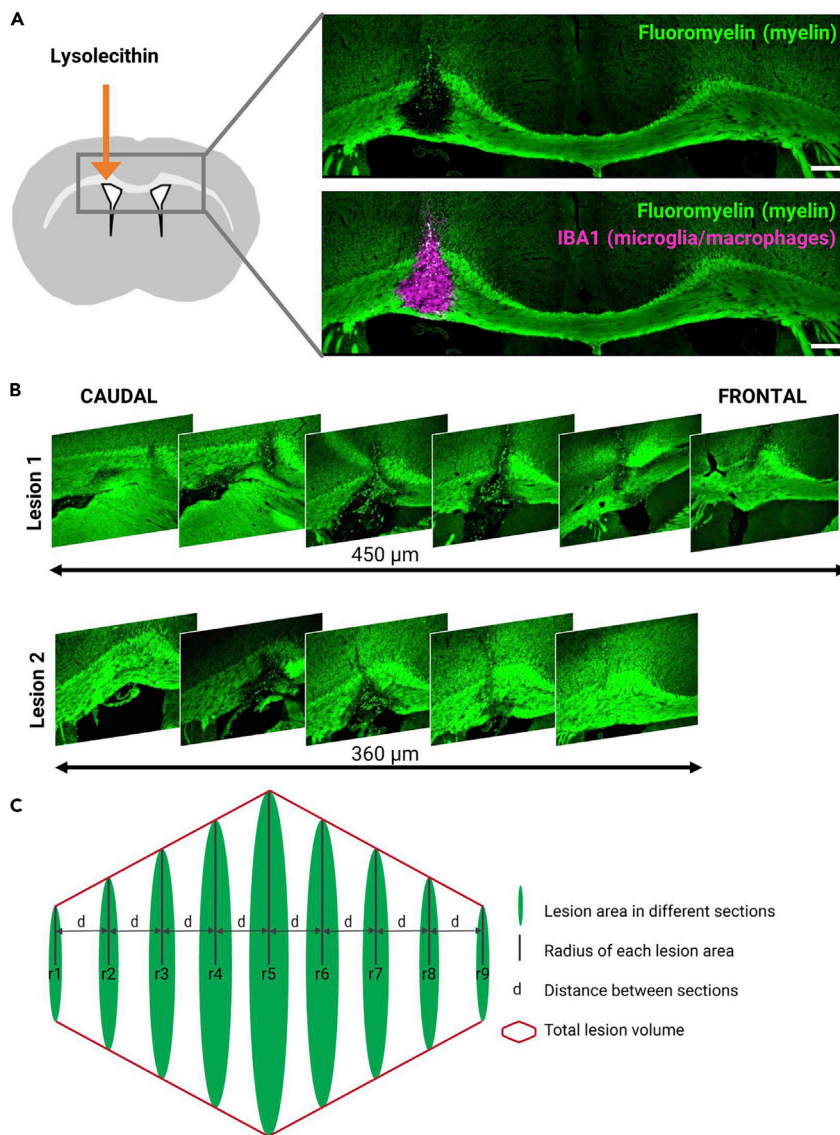 A
Lysolecithin
Fluoromyelin (myelin)
Fluoromyelin (myelin)
IBA1 (microglia/macrophages)
B
CAUDAL
FRONTAL
Lesion 1
450 µm
Lesion 2
360 µm
C
d d d d d d d d
r1 r2 r3 r4 r5 r6 r7 r8 r9
Lesion area in different sections
Radius of each lesion area
d Distance between sections
Total lesion volume